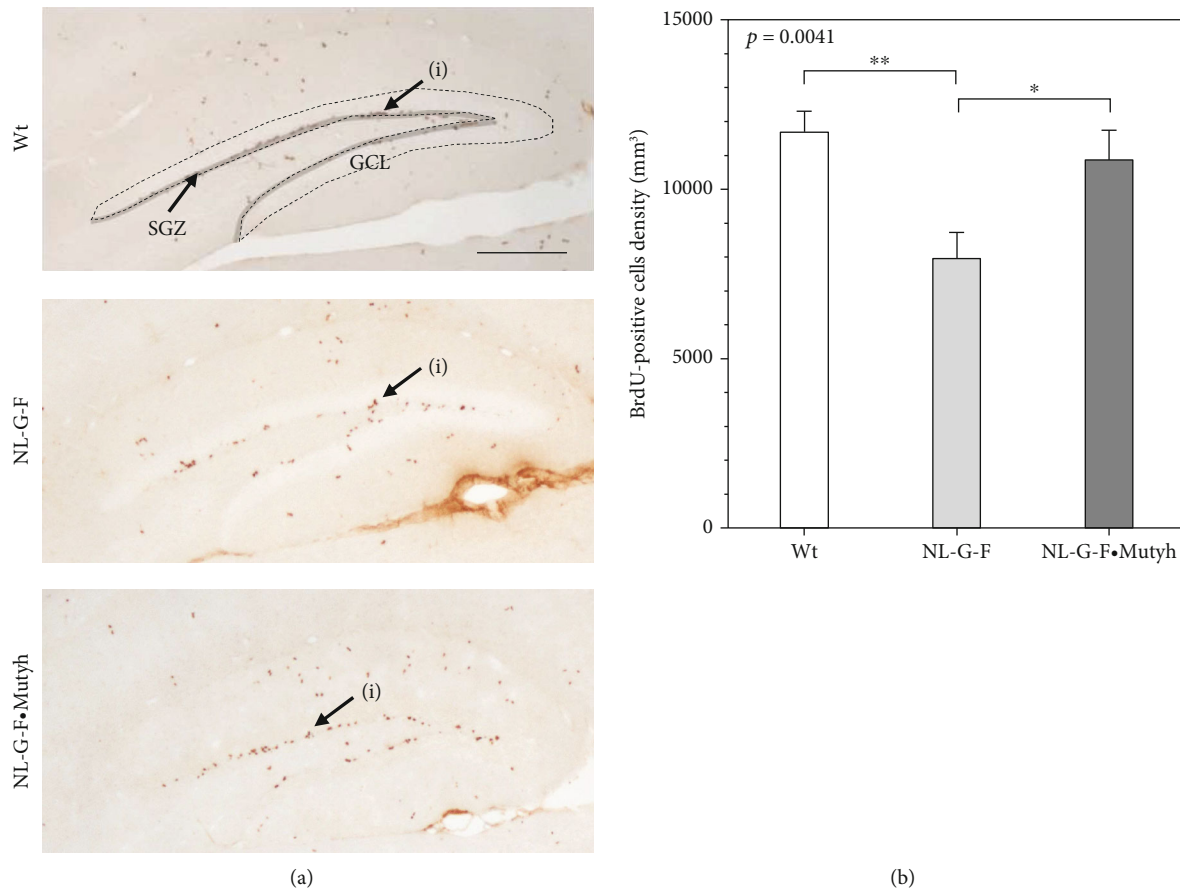 Wt
(i)
GCL
SGZ
NL-G-F
(i)
NL-G-F•Mutyh
(i)
(a)
BrdU-positive cells density (mm³)
15000
10000
5000
0
p = 0.0041
**
*
Wt
NL-G-F
NL-G-F•Mutyh
(b)